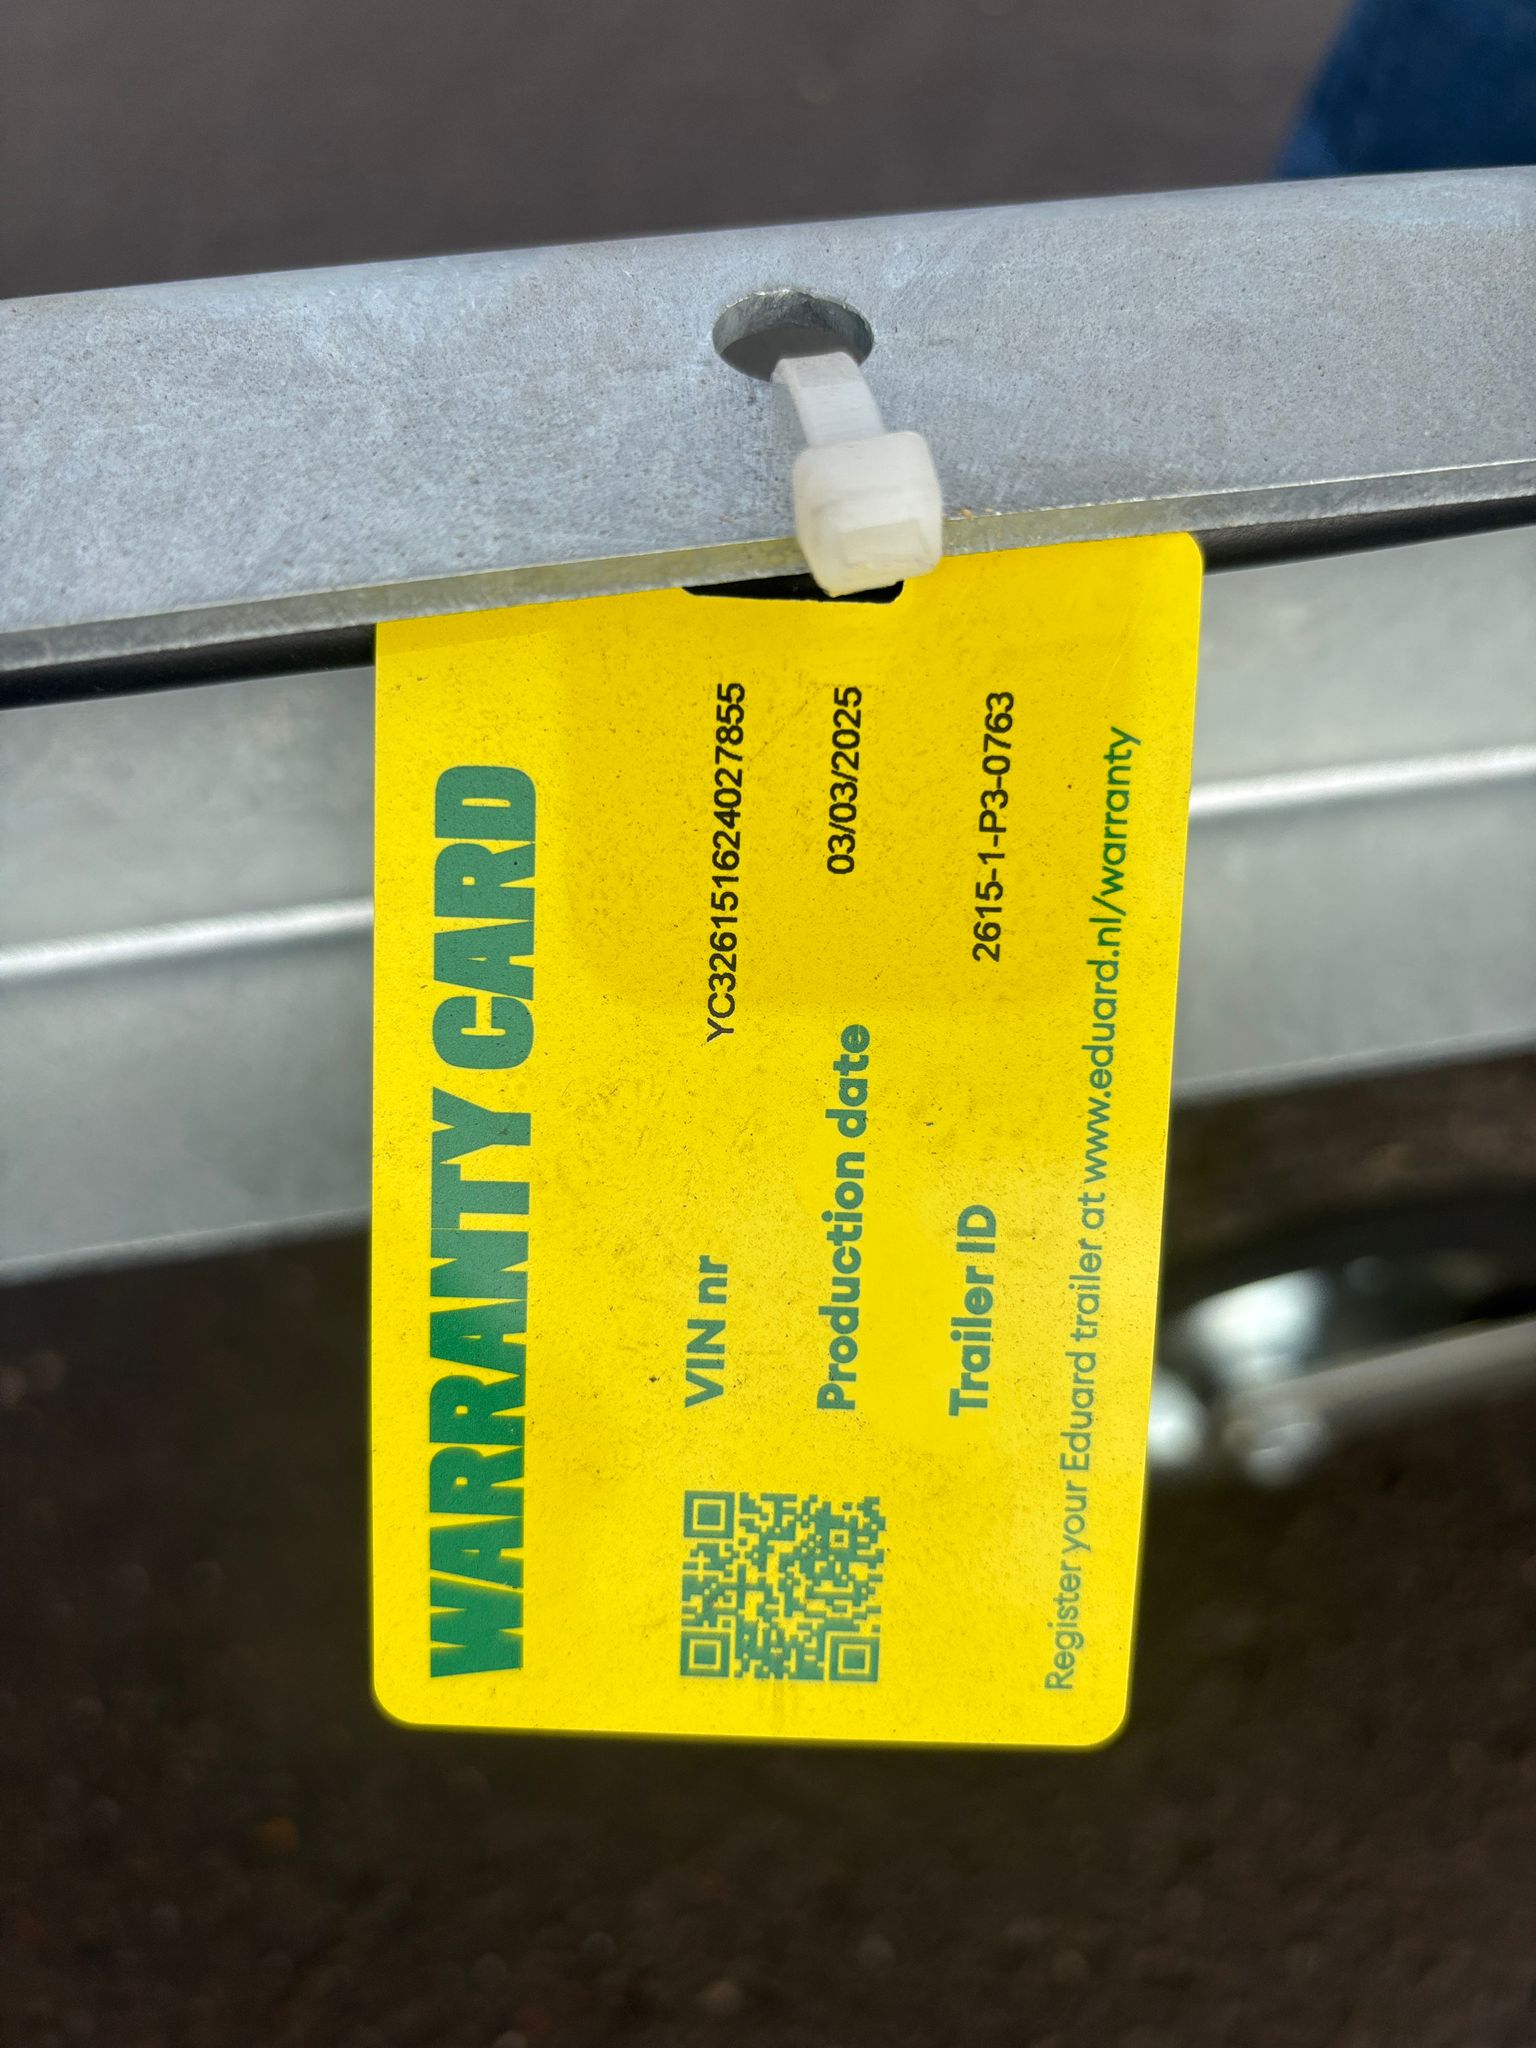 WARRANTY CARD
VIN nr YC326151624027855
Production date 03/03/2025
Trailer ID 2615-1-P3-0763
Register your Eduard trailer at www.eduard.nl/warranty